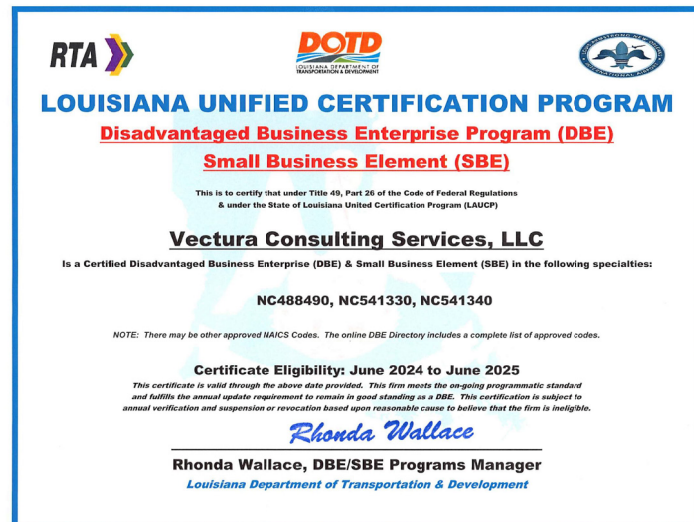 RTA
DOTD
LOUISIANA DEPARTMENT OF
TRANSPORTATION & DEVELOPMENT
LOUIS ARMSTRONG NEW ORLEANS
INTERNATIONAL AIRPORT
LOUISIANA UNIFIED CERTIFICATION PROGRAM
Disadvantaged Business Enterprise Program (DBE)
Small Business Element (SBE)
This is to certify that under Title 49, Part 26 of the Code of Federal Regulations
& under the State of Louisiana United Certification Program (LAUCP)
Vectura Consulting Services, LLC
Is a Certified Disadvantaged Business Enterprise (DBE) & Small Business Element (SBE) in the following specialties:
NC488490, NC541330, NC541340
NOTE: There may be other approved NAICS Codes. The online DBE Directory includes a complete list of approved codes.
Certificate Eligibility: June 2024 to June 2025
This certificate is valid through the above date provided. This firm meets the on-going programmatic standard
and fulfills the annual update requirement to remain in good standing as a DBE. This certification is subject to
annual verification and suspension or revocation based upon reasonable cause to believe that the firm is ineligible.
Rhonda Wallace
Rhonda Wallace, DBE/SBE Programs Manager
Louisiana Department of Transportation & Development